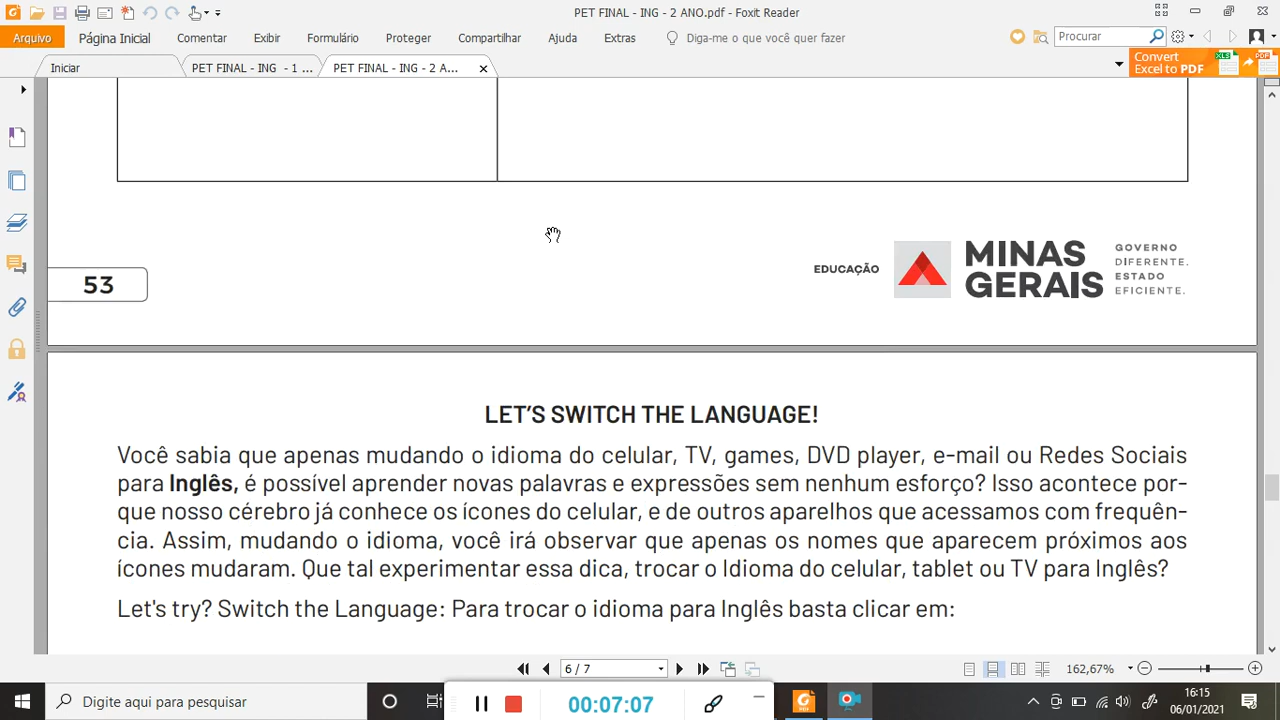 PET FINAL - ING - 2 ANO.pdf - Foxit Reader
Arquivo Página Inicial Comentar Exibir Formulário Proteger Compartilhar Ajuda Extras Diga-me o que você quer fazer Procurar
Iniciar PET FINAL - ING - 1 ... PET FINAL - ING - 2 A... Convert
Excel to PDF
53
EDUCAÇÃO
MINAS
GERAIS
GOVERNO
DIFERENTE.
ESTADO
EFICIENTE.
LET'S SWITCH THE LANGUAGE!
Você sabia que apenas mudando o idioma do celular, TV, games, DVD player, e-mail ou Redes Sociais
para Inglês, é possível aprender novas palavras e expressões sem nenhum esforço? Isso acontece por-
que nosso cérebro já conhece os ícones do celular, e de outros aparelhos que acessamos com frequên-
cia. Assim, mudando o idioma, você irá observar que apenas os nomes que aparecem próximos aos
ícones mudaram. Que tal experimentar essa dica, trocar o Idioma do celular, tablet ou TV para Inglês?
Let's try? Switch the Language: Para trocar o idioma para Inglês basta clicar em:
6 / 7 162,67%
Digite aqui para pesquisar
00:07:07
16:15
06/01/2021